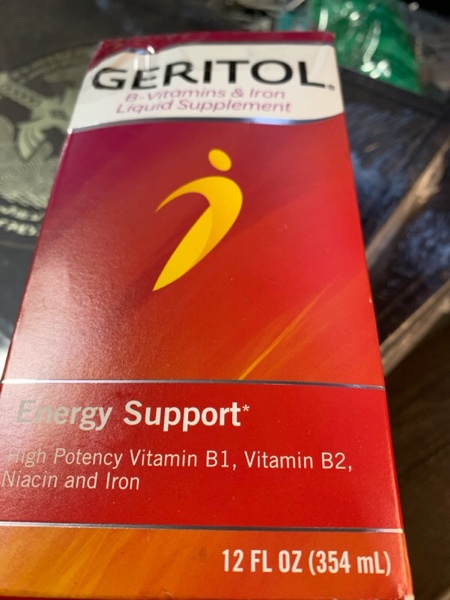 GERITOL®
B-Vitamins & Iron
Liquid Supplement
Energy Support*
High Potency Vitamin B1, Vitamin B2,
Niacin and Iron
12 FL OZ (354 mL)